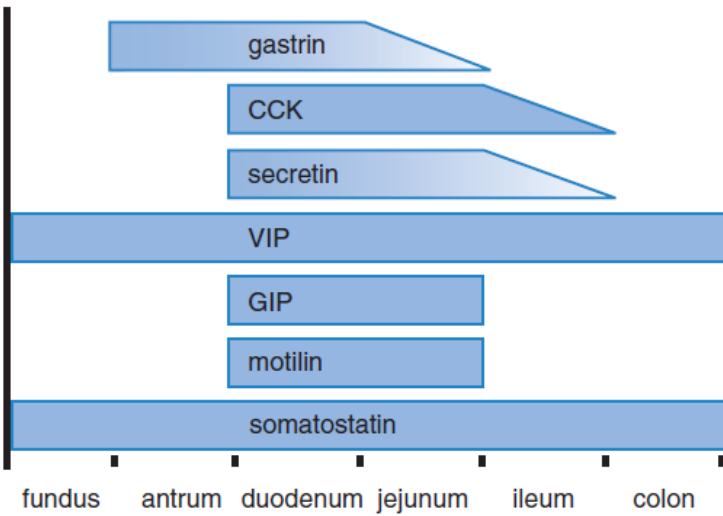 gastrin
CCK
secretin
VIP
GIP
motilin
somatostatin
fundus antrum duodenum jejunum ileum colon